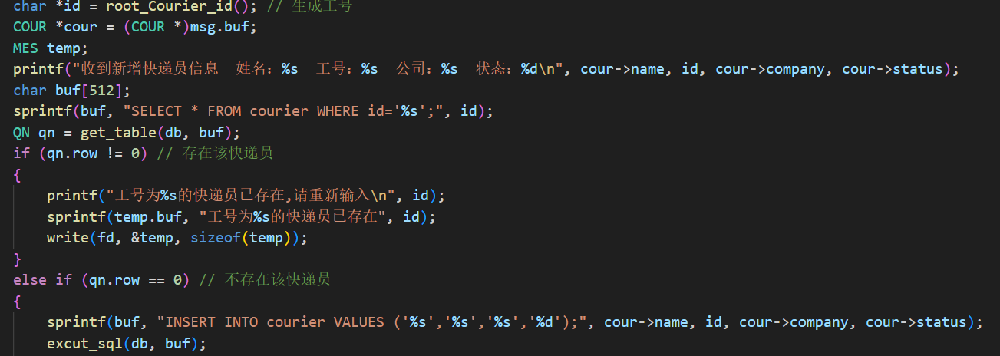 char *id = root_Courier_id(); // 生成工号
COUR *cour = (COUR *)msg.buf;
MES temp;
printf("收到新增快递员信息  姓名：%s  工号：%s  公司：%s  状态：%d\n", cour->name, id, cour->company, cour->status);
char buf[512];
sprintf(buf, "SELECT * FROM courier WHERE id='%s';", id);
QN qn = get_table(db, buf);
if (qn.row != 0) // 存在该快递员
{
    printf("工号为%s的快递员已存在,请重新输入\n", id);
    sprintf(temp.buf, "工号为%s的快递员已存在", id);
    write(fd, &temp, sizeof(temp));
}
else if (qn.row == 0) // 不存在该快递员
{
    sprintf(buf, "INSERT INTO courier VALUES ('%s','%s','%s','%d');", cour->name, id, cour->company, cour->status);
    excut_sql(db, buf);